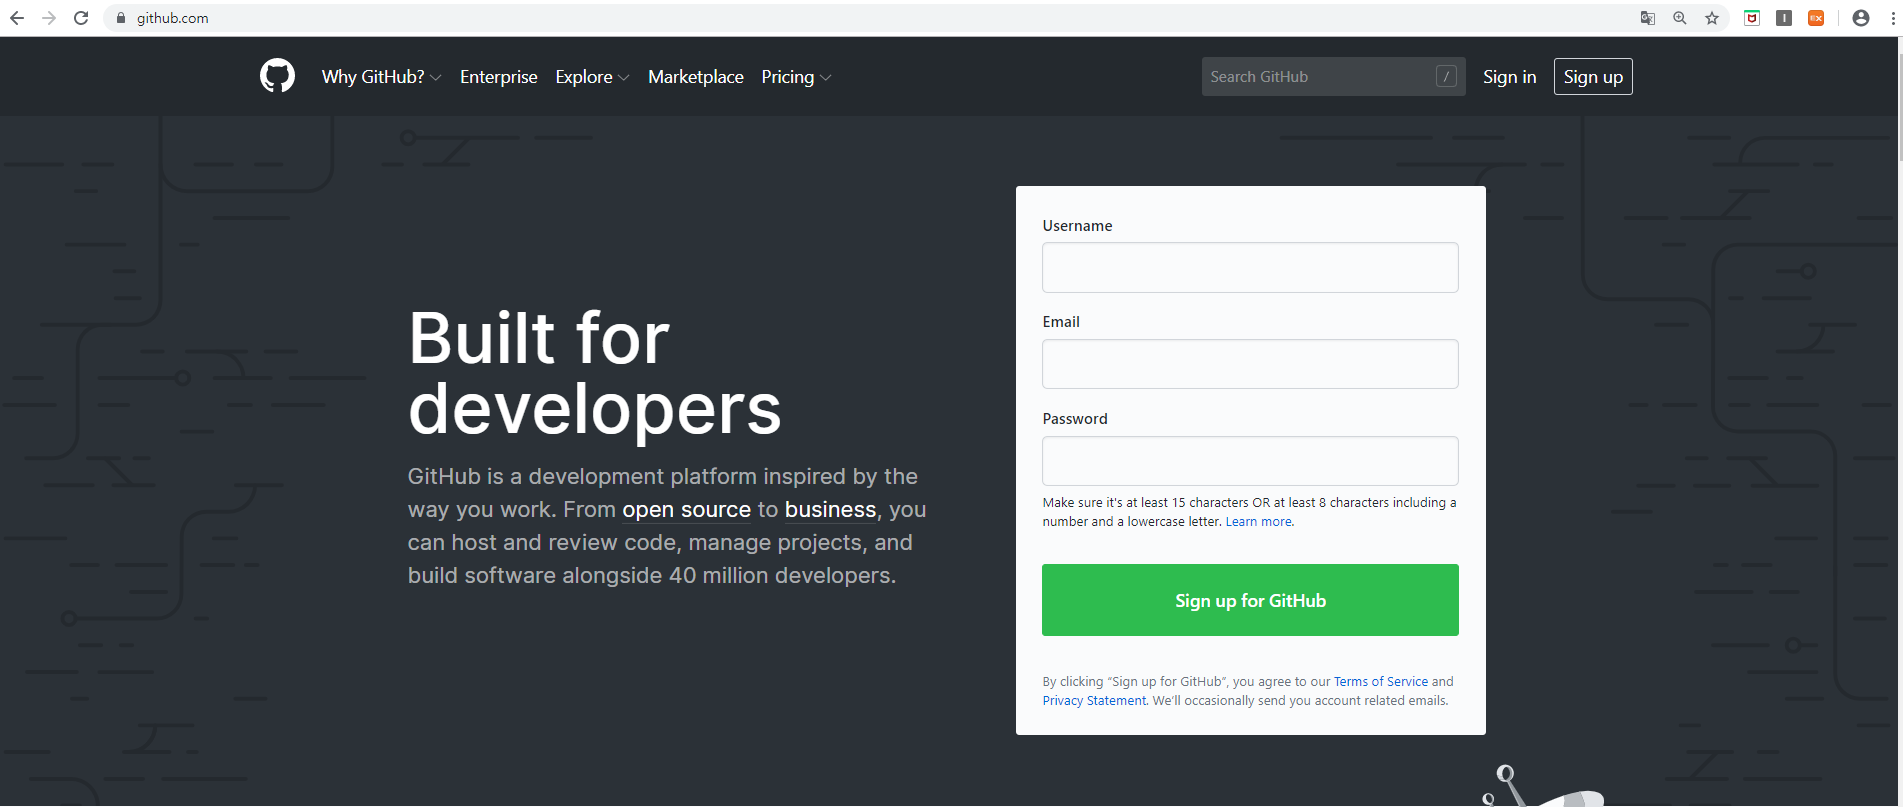 github.com
Why GitHub?
Enterprise
Explore
Marketplace
Pricing
Search GitHub
/
Sign in
Sign up
Built for
developers
GitHub is a development platform inspired by the
way you work. From open source to business, you
can host and review code, manage projects, and
build software alongside 40 million developers.
Username
Email
Password
Make sure it's at least 15 characters OR at least 8 characters including a
number and a lowercase letter. Learn more.
Sign up for GitHub
By clicking “Sign up for GitHub”, you agree to our Terms of Service and
Privacy Statement. We’ll occasionally send you account related emails.